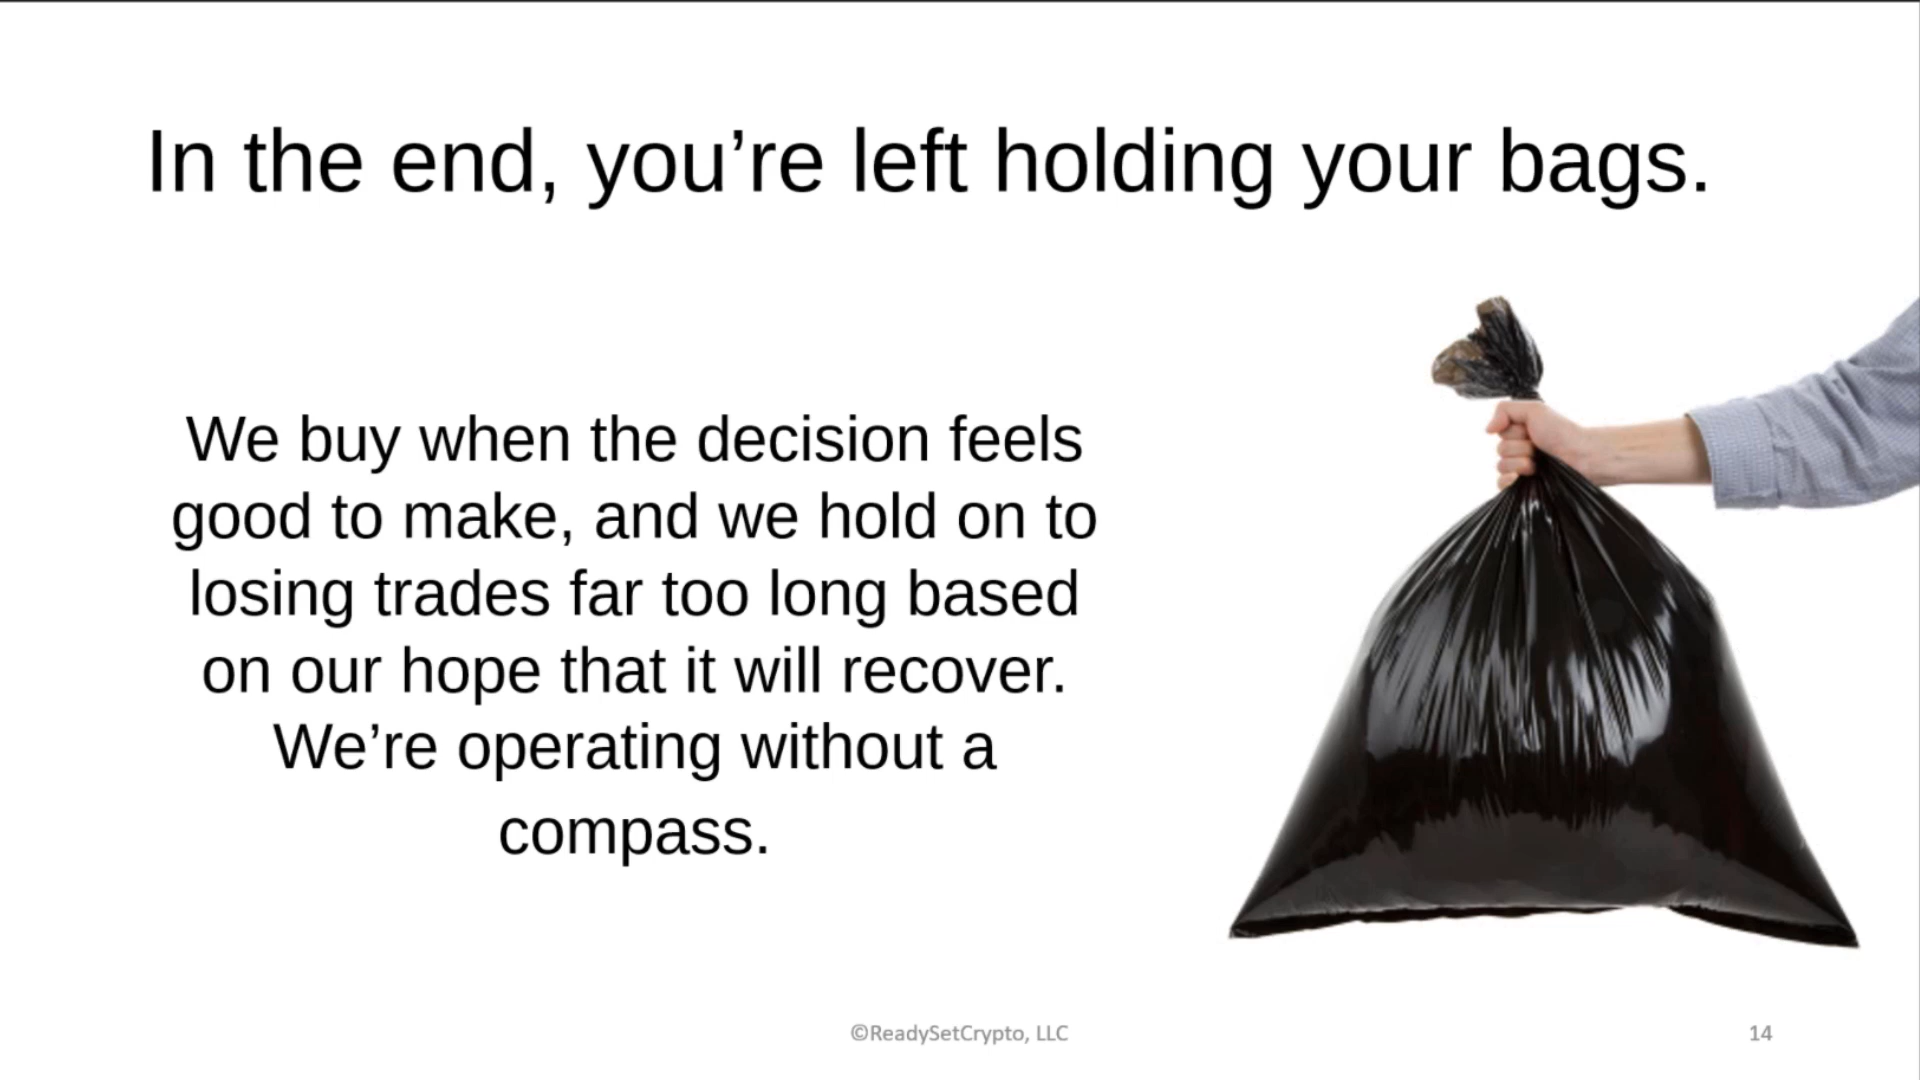 In the end, you’re left holding your bags.
We buy when the decision feels
good to make, and we hold on to
losing trades far too long based
on our hope that it will recover.
We’re operating without a
compass.
©ReadySetCrypto, LLC
14